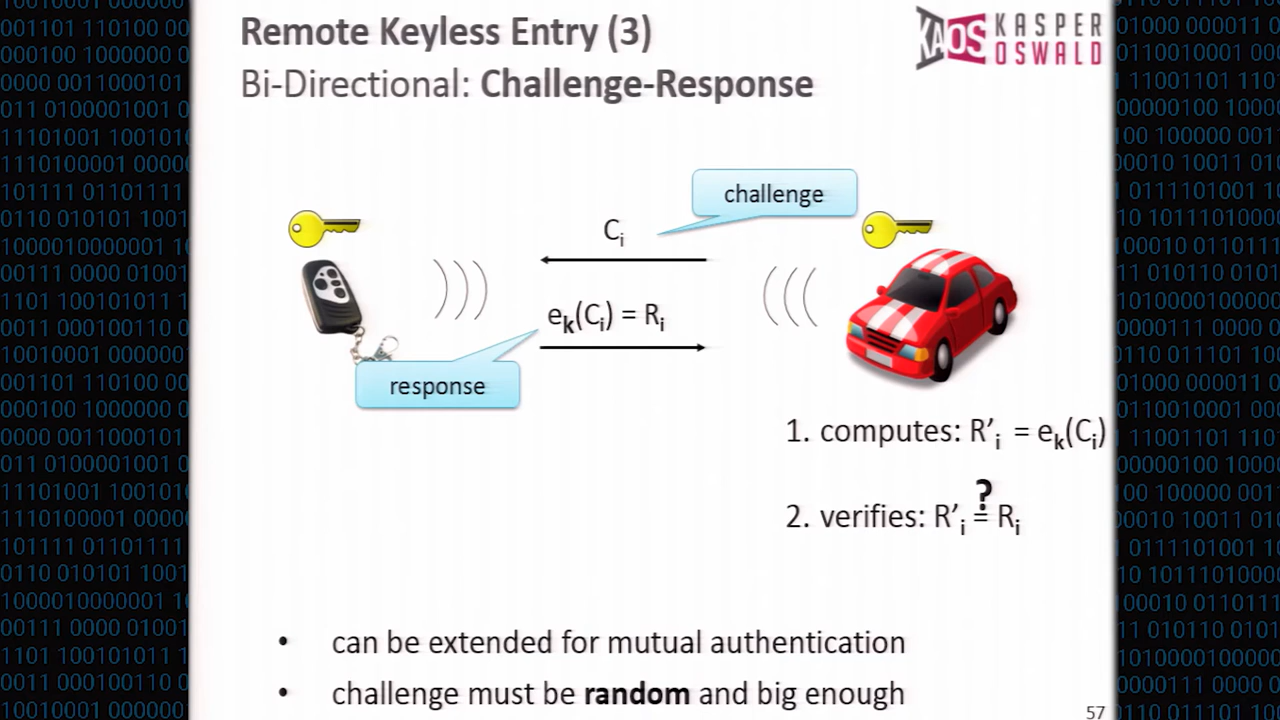 Remote Keyless Entry (3)
Bi-Directional: Challenge-Response
KAOS KASPER
OSWALD
challenge
Cᵢ
eₖ(Cᵢ) = Rᵢ
response
1. computes: R’ᵢ = eₖ(Cᵢ)
?
2. verifies: R’ᵢ = Rᵢ
• can be extended for mutual authentication
• challenge must be random and big enough
57